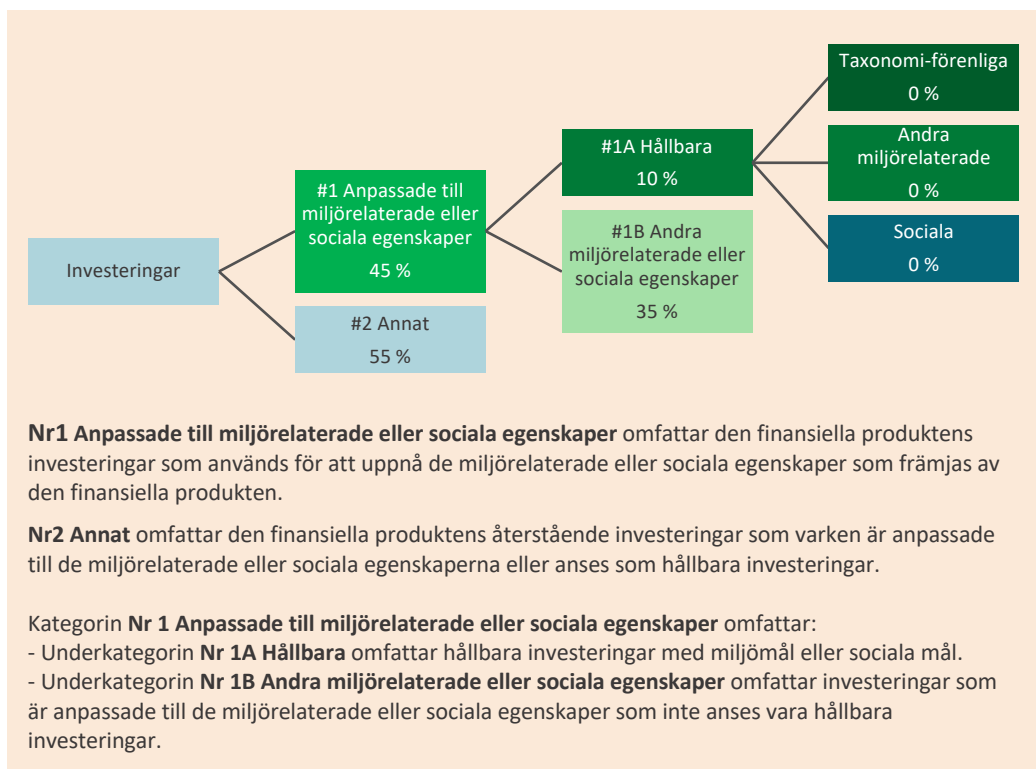 Investeringar
#1 Anpassade till
miljörelaterade eller
sociala egenskaper
45 %
#2 Annat
55 %
#1A Hållbara
10 %
#1B Andra
miljörelaterade eller
sociala egenskaper
35 %
Taxonomi-förenliga
0 %
Andra
miljörelaterade
0 %
Sociala
0 %
Nr1 Anpassade till miljörelaterade eller sociala egenskaper omfattar den finansiella produktens
investeringar som används för att uppnå de miljörelaterade eller sociala egenskaper som främjas av
den finansiella produkten.
Nr2 Annat omfattar den finansiella produktens återstående investeringar som varken är anpassade
till de miljörelaterade eller sociala egenskaperna eller anses som hållbara investeringar.
Kategorin Nr 1 Anpassade till miljörelaterade eller sociala egenskaper omfattar:
- Underkategorin Nr 1A Hållbara omfattar hållbara investeringar med miljömål eller sociala mål.
- Underkategorin Nr 1B Andra miljörelaterade eller sociala egenskaper omfattar investeringar som
är anpassade till de miljörelaterade eller sociala egenskaper som inte anses vara hållbara
investeringar.